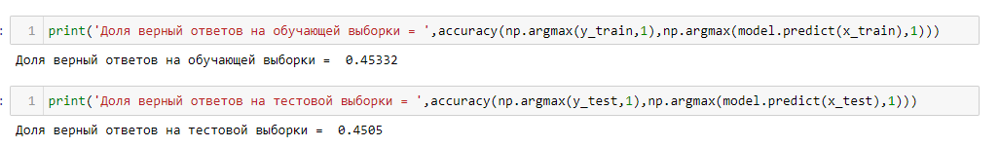 : 1 print('Доля верный ответов на обучающей выборки = ',accuracy(np.argmax(y_train,1),np.argmax(model.predict(x_train),1)))
Доля верный ответов на обучающей выборки =  0.45332
: 1 print('Доля верный ответов на тестовой выборки = ',accuracy(np.argmax(y_test,1),np.argmax(model.predict(x_test),1)))
Доля верный ответов на тестовой выборки =  0.4505